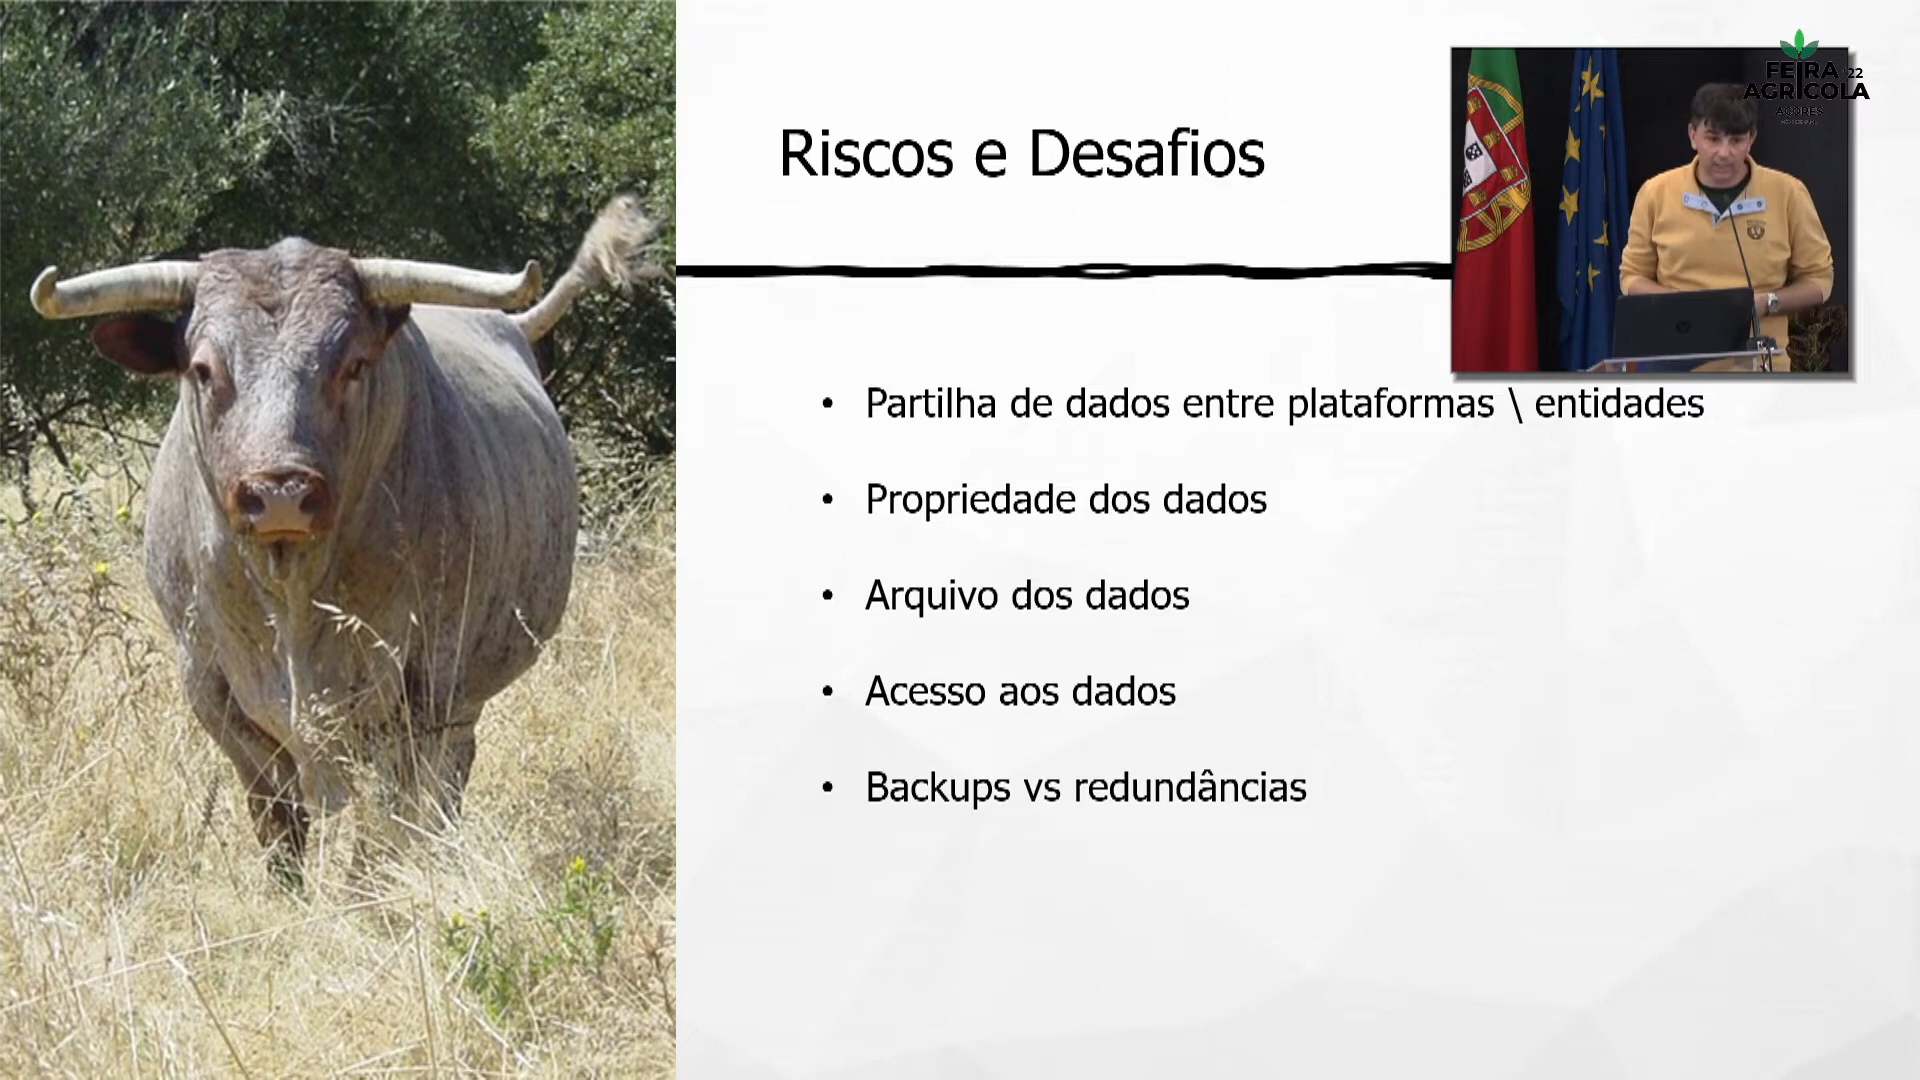 Riscos e Desafios
FEIRA '22
AGRÍCOLA
AÇORES
• Partilha de dados entre plataformas \ entidades
• Propriedade dos dados
• Arquivo dos dados
• Acesso aos dados
• Backups vs redundâncias